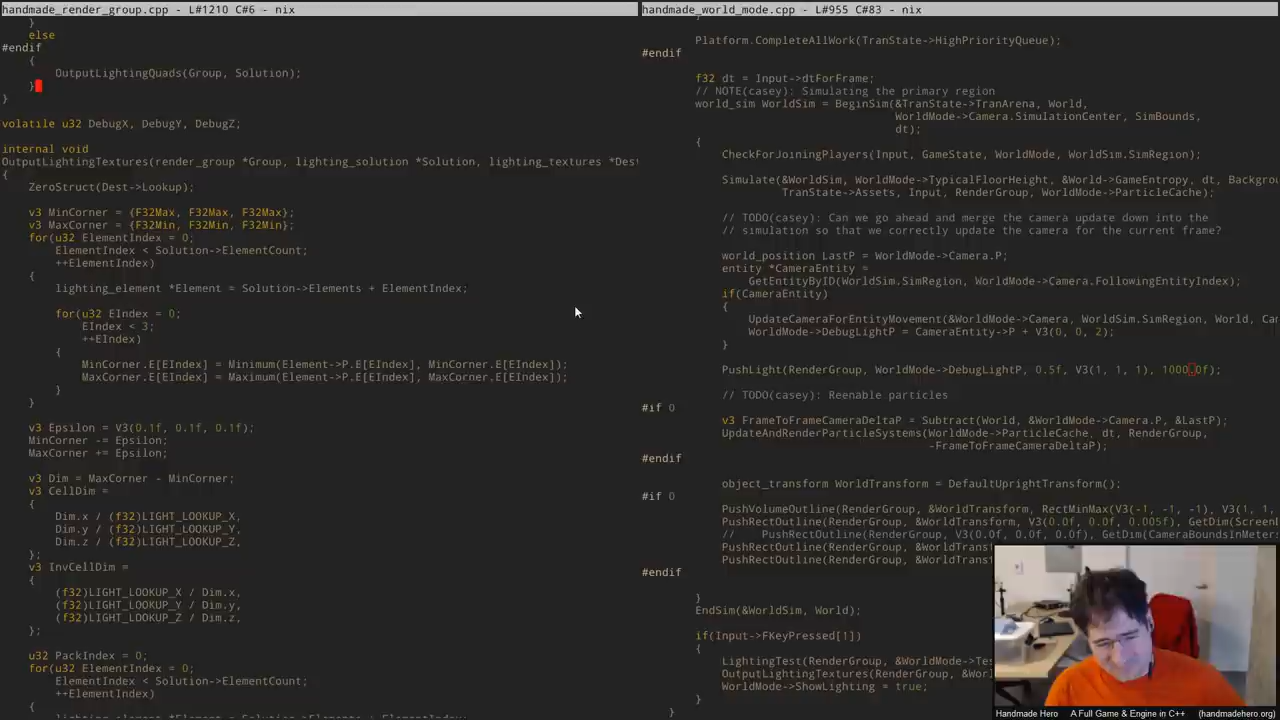 handmade_render_group.cpp - L#1210 C#6 - nix
    }
    else
#endif
    {
        OutputLightingQuads(Group, Solution);
    }
}
volatile u32 DebugX, DebugY, DebugZ;
internal void
OutputLightingTextures(render_group *Group, lighting_solution *Solution, lighting_textures *Des
{
    ZeroStruct(Dest->Lookup);
    v3 MinCorner = {F32Max, F32Max, F32Max};
    v3 MaxCorner = {F32Min, F32Min, F32Min};
    for(u32 ElementIndex = 0;
        ElementIndex < Solution->ElementCount;
        ++ElementIndex)
    {
        lighting_element *Element = Solution->Elements + ElementIndex;
        for(u32 EIndex = 0;
            EIndex < 3;
            ++EIndex)
        {
            MinCorner.E[EIndex] = Minimum(Element->P.E[EIndex], MinCorner.E[EIndex]);
            MaxCorner.E[EIndex] = Maximum(Element->P.E[EIndex], MaxCorner.E[EIndex]);
        }
    }
    v3 Epsilon = V3(0.1f, 0.1f, 0.1f);
    MinCorner -= Epsilon;
    MaxCorner += Epsilon;
    v3 Dim = MaxCorner - MinCorner;
    v3 CellDim =
    {
        Dim.x / (f32)LIGHT_LOOKUP_X,
        Dim.y / (f32)LIGHT_LOOKUP_Y,
        Dim.z / (f32)LIGHT_LOOKUP_Z,
    };
    v3 InvCellDim =
    {
        (f32)LIGHT_LOOKUP_X / Dim.x,
        (f32)LIGHT_LOOKUP_Y / Dim.y,
        (f32)LIGHT_LOOKUP_Z / Dim.z,
    };
    u32 PackIndex = 0;
    for(u32 ElementIndex = 0;
        ElementIndex < Solution->ElementCount;
        ++ElementIndex)
    {
        lighting_element *Element = Solution->Elements + ElementIndex;
handmade_world_mode.cpp - L#955 C#83 - nix
        Platform.CompleteAllWork(TranState->HighPriorityQueue);
#endif
        f32 dt = Input->dtForFrame;
        // NOTE(casey): Simulating the primary region
        world_sim WorldSim = BeginSim(&TranState->TranArena, World,
                                      WorldMode->Camera.SimulationCenter, SimBounds,
                                      dt);
        {
            CheckForJoiningPlayers(Input, GameState, WorldMode, WorldSim.SimRegion);
            Simulate(&WorldSim, WorldMode->TypicalFloorHeight, &World->GameEntropy, dt, Backgrou
                     TranState->Assets, Input, RenderGroup, WorldMode->ParticleCache);
            // TODO(casey): Can we go ahead and merge the camera update down into the
            // simulation so that we correctly update the camera for the current frame?
            world_position LastP = WorldMode->Camera.P;
            entity *CameraEntity =
                GetEntityByID(WorldSim.SimRegion, WorldMode->Camera.FollowingEntityIndex);
            if(CameraEntity)
            {
                UpdateCameraForEntityMovement(&WorldMode->Camera, WorldSim.SimRegion, World, Ca
                WorldMode->DebugLightP = CameraEntity->P + V3(0, 0, 2);
            }
            PushLight(RenderGroup, WorldMode->DebugLightP, 0.5f, V3(1, 1, 1), 1000.0f);
            // TODO(casey): Reenable particles
#if 0
            v3 FrameToFrameCameraDeltaP = Subtract(World, &WorldMode->Camera.P, &LastP);
            UpdateAndRenderParticleSystems(WorldMode->ParticleCache, dt, RenderGroup,
                                           -FrameToFrameCameraDeltaP);
#endif
            object_transform WorldTransform = DefaultUprightTransform();
#if 0
            PushVolumeOutline(RenderGroup, &WorldTransform, RectMinMax(V3(-1, -1, -1), V3(1, 1,
            PushRectOutline(RenderGroup, &WorldTransform, V3(0.0f, 0.0f, 0.005f), GetDim(Screen
            //    PushRectOutline(RenderGroup, V3(0.0f, 0.0f, 0.0f), GetDim(CameraBoundsInMeter
            PushRectOutline(RenderGroup, &WorldTransf
            PushRectOutline(RenderGroup, &WorldTransf
#endif
        }
        EndSim(&WorldSim, World);
        if(Input->FKeyPressed[1])
        {
            LightingTest(RenderGroup, &WorldMode->Tes
            OutputLightingTextures(RenderGroup, &Wor
            WorldMode->ShowLighting = true;
        }
    }
Handmade Hero    A Full Game & Engine in C++    (handmadehero.org)